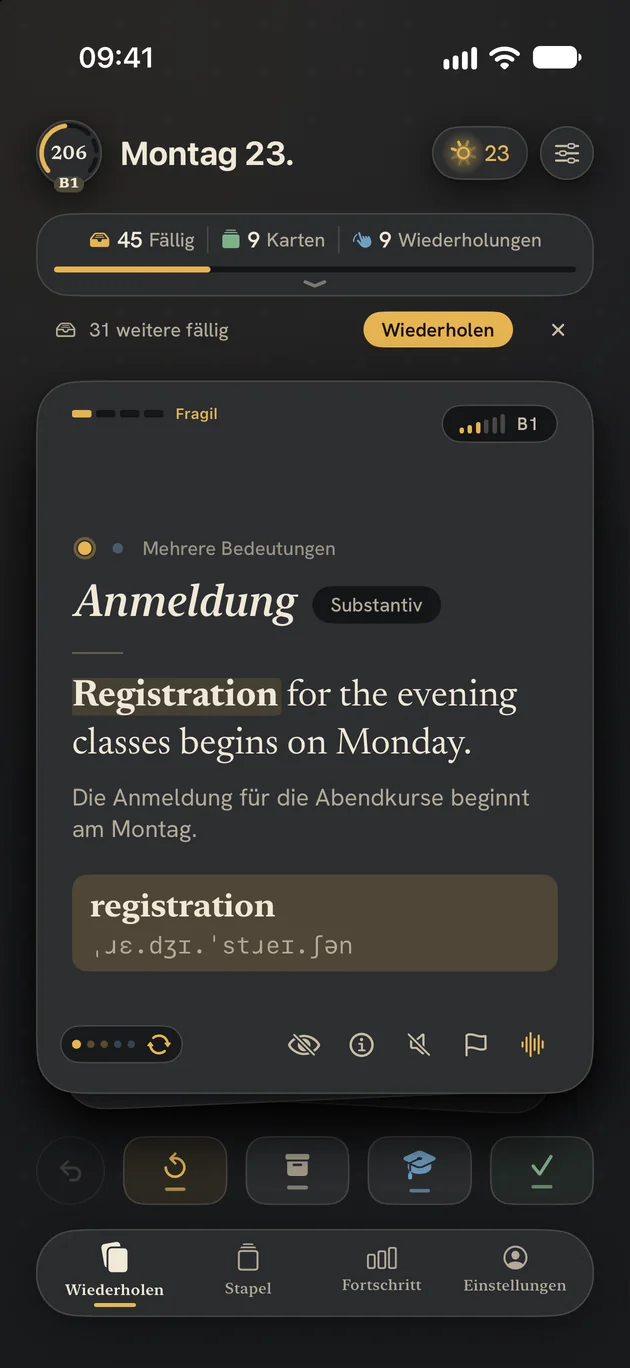 09:41
206
B1
Montag 23.
23
45 Fällig
9 Karten
9 Wiederholungen
31 weitere fällig
Wiederholen
Fragil
B1
Mehrere Bedeutungen
Anmeldung
Substantiv
Registration for the evening
classes begins on Monday.
Die Anmeldung für die Abendkurse beginnt
am Montag.
registration
ˌɹɛ.dʒɪ.ˈstɹeɪ.ʃən
Wiederholen
Stapel
Fortschritt
Einstellungen